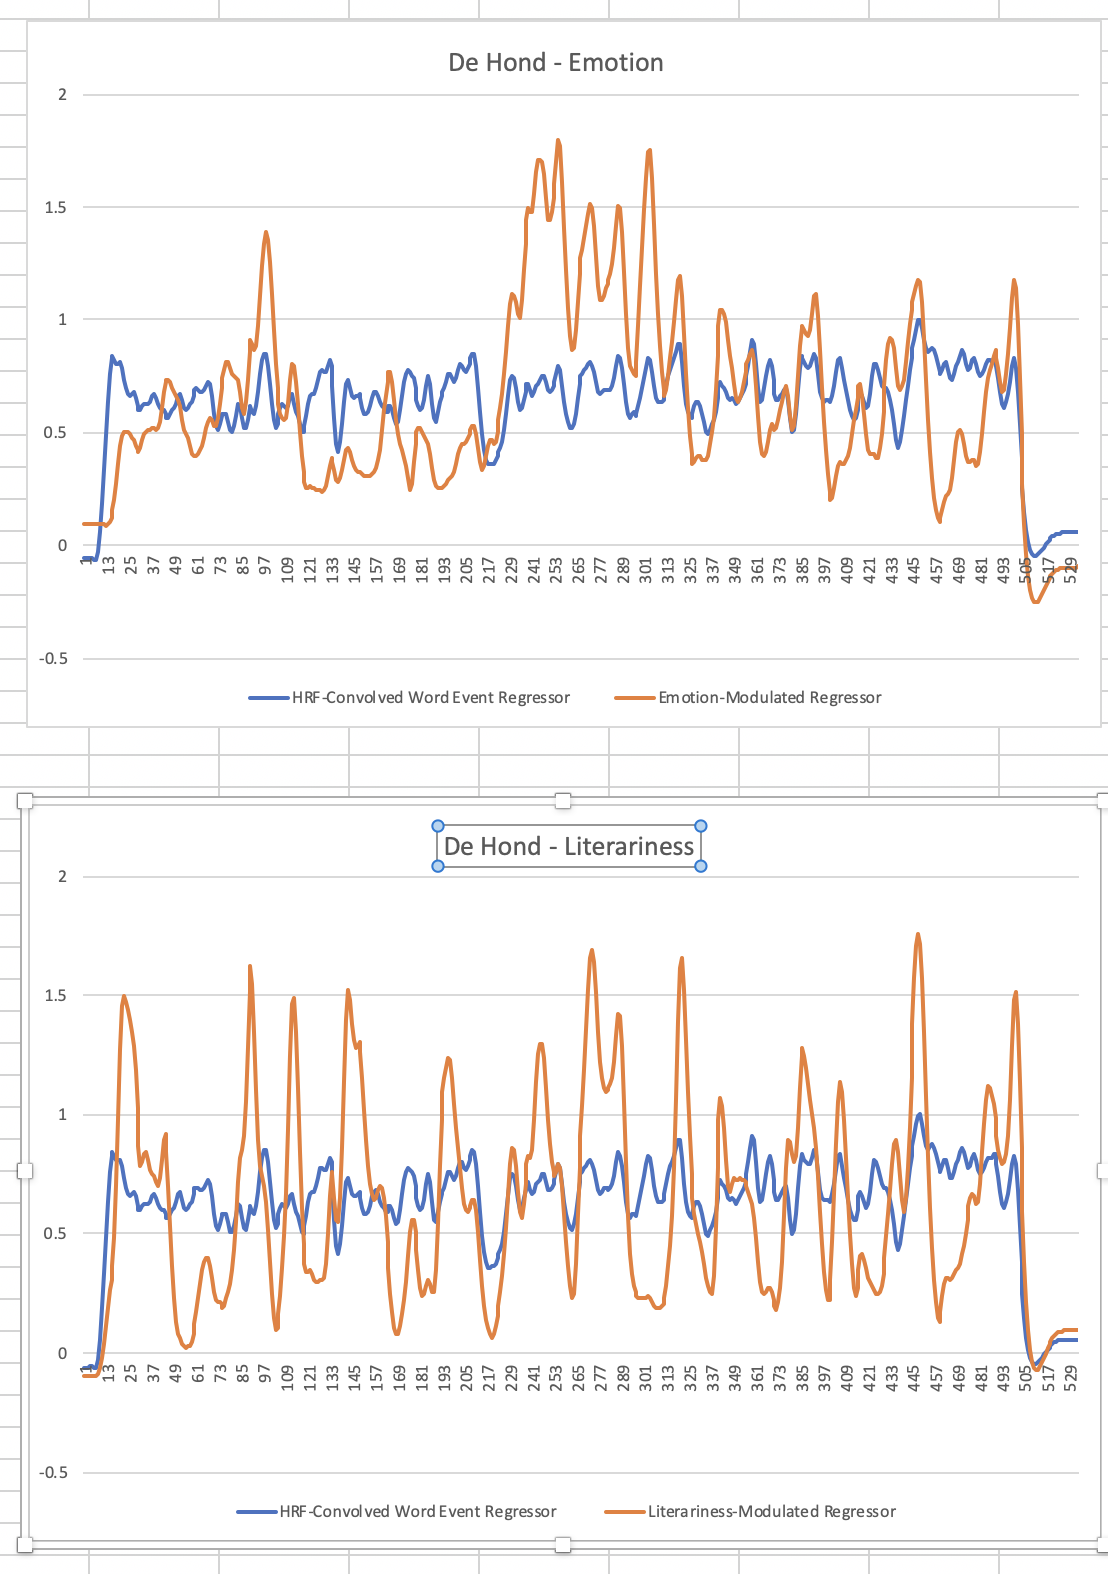 De Hond - Emotion
2
1.5
1
0.5
0
-0.5
1 13 25 37 49 61 73 85 97 109 121 133 145 157 169 181 193 205 217 229 241 253 265 277 289 301 313 325 337 349 361 373 385 397 409 421 433 445 457 469 481 493 505 517 529
HRF-Convolved Word Event Regressor Emotion-Modulated Regressor
De Hond - Literariness
2
1.5
1
0.5
0
-0.5
1 13 25 37 49 61 73 85 97 109 121 133 145 157 169 181 193 205 217 229 241 253 265 277 289 301 313 325 337 349 361 373 385 397 409 421 433 445 457 469 481 493 505 517 529
HRF-Convolved Word Event Regressor Literariness-Modulated Regressor